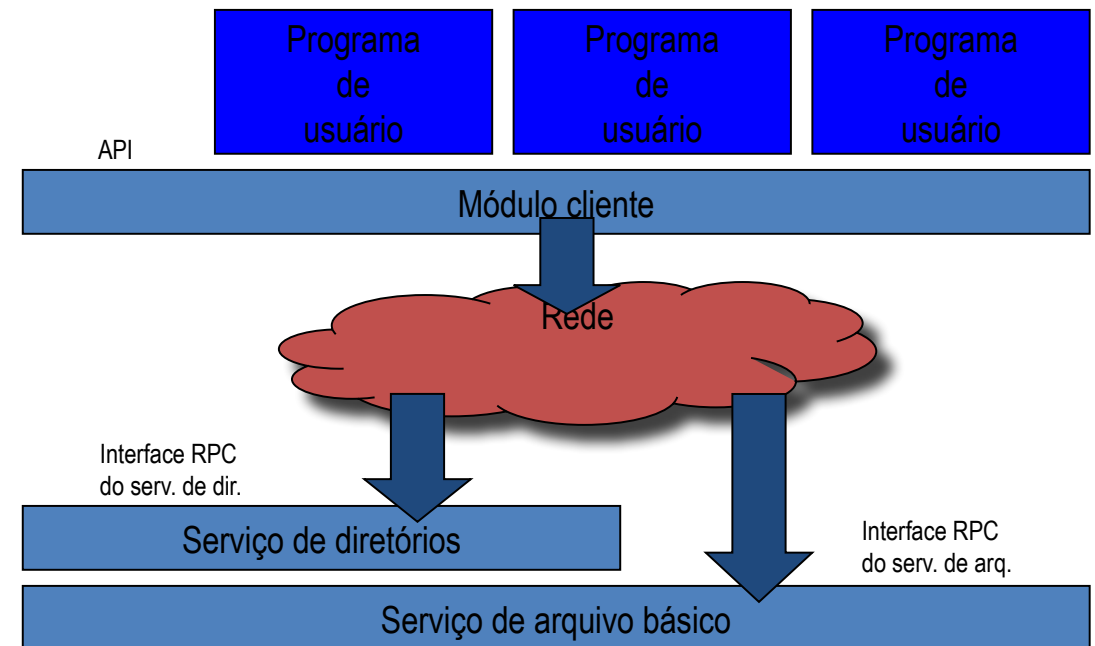 Programa
de
usuário
Programa
de
usuário
Programa
de
usuário
API
Módulo cliente
Rede
Interface RPC
do serv. de dir.
Serviço de diretórios
Interface RPC
do serv. de arq.
Serviço de arquivo básico